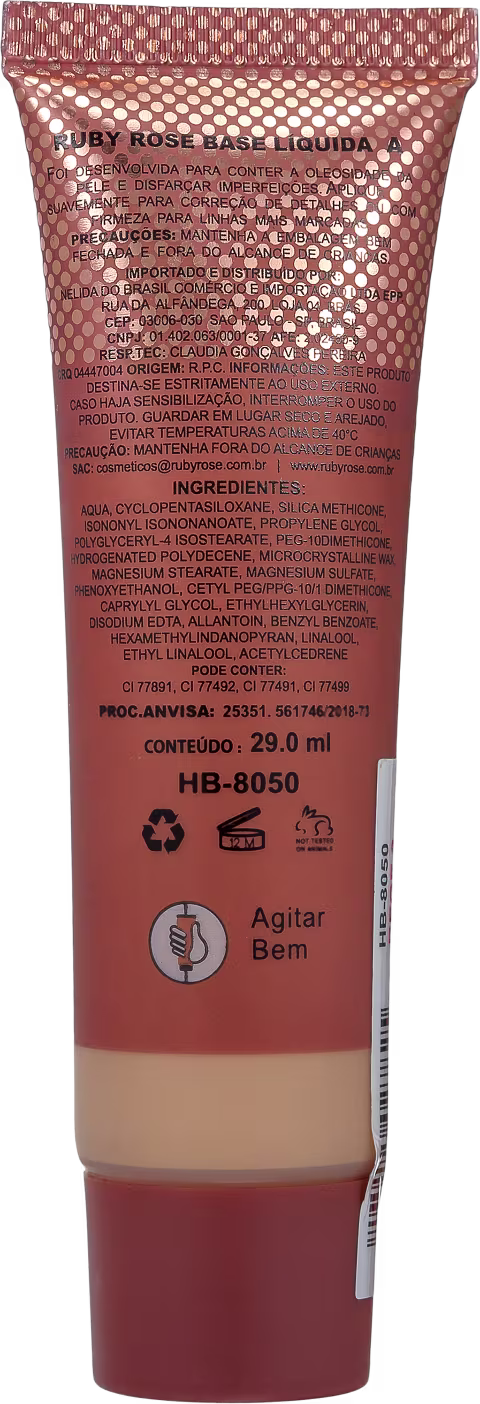 RUBY ROSE BASE LÍQUIDA A
FOI DESENVOLVIDA PARA CONTER A OLEOSIDADE DA
PELE E DISFARÇAR IMPERFEIÇÕES. APLIQUE
SUAVEMENTE PARA CORREÇÃO DE DETALHES OU COM
FIRMEZA PARA LINHAS MAIS MARCADAS.
PRECAUÇÕES: MANTENHA A EMBALAGEM BEM
FECHADA E FORA DO ALCANCE DE CRIANÇAS.
IMPORTADO E DISTRIBUÍDO POR:
NELIDA DO BRASIL COMÉRCIO E IMPORTAÇÃO LTDA EPP
RUA DA ALFÂNDEGA, 200, LOJA 04, BRAS,
CEP: 03006-030 SAO PAULO - SP BRASIL
CNPJ: 01.402.063/0001-37 AFE:
RESP.TEC: CLAUDIA GONÇALVES PEREIRA
CRQ 04447004 ORIGEM: R.P.C. INFORMAÇÕES: ESTE PRODUTO
DESTINA-SE ESTRITAMENTE AO USO EXTERNO.
CASO HAJA SENSIBILIZAÇÃO, INTERROMPER O USO DO
PRODUTO. GUARDAR EM LUGAR SECO E AREJADO,
EVITAR TEMPERATURAS ACIMA DE 40°C
PRECAUÇÃO: MANTENHA FORA DO ALCANCE DE CRIANÇAS
SAC: cosmeticos@rubyrose.com.br | www.rubyrose.com.br
INGREDIENTES:
AQUA, CYCLOPENTASILOXANE, SILICA METHICONE,
ISONONYL ISONONANOATE, PROPYLENE GLYCOL,
POLYGLYCERYL-4 ISOSTEARATE, PEG-10DIMETHICONE,
HYDROGENATED POLYDECENE, MICROCRYSTALLINE WAX,
MAGNESIUM STEARATE, MAGNESIUM SULFATE,
PHENOXYETHANOL, CETYL PEG/PPG-10/1 DIMETHICONE,
CAPRYLYL GLYCOL, ETHYLHEXYLGLYCERIN,
DISODIUM EDTA, ALLANTOIN, BENZYL BENZOATE,
HEXAMETHYLINDANOPYRAN, LINALOOL,
ETHYL LINALOOL, ACETYLCEDRENE
PODE CONTER:
CI 77891, CI 77492, CI 77491, CI 77499
PROC.ANVISA: 25351. 561746/2018-73
CONTEÚDO : 29.0 ml
HB-8050
12 M
NOT TESTED
ON ANIMALS
Agitar
Bem
HB-8050